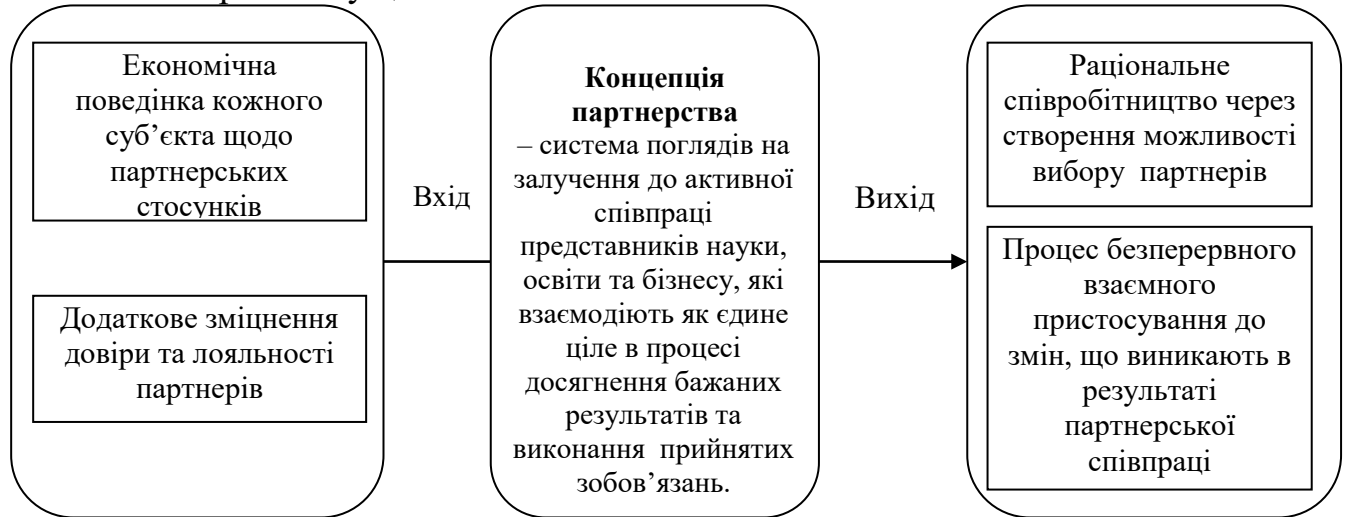 Економічна
поведінка кожного
суб’єкта щодо
партнерських
стосунків
Додаткове зміцнення
довіри та лояльності
партнерів
Вхід
Концепція
партнерства
– система поглядів на
залучення до активної
співпраці
представників науки,
освіти та бізнесу, які
взаємодіють як єдине
ціле в процесі
досягнення бажаних
результатів та
виконання прийнятих
зобов’язань.
Вихід
Раціональне
співробітництво через
створення можливості
вибору партнерів
Процес безперервного
взаємного
пристосування до
змін, що виникають в
результаті
партнерської
співпраці